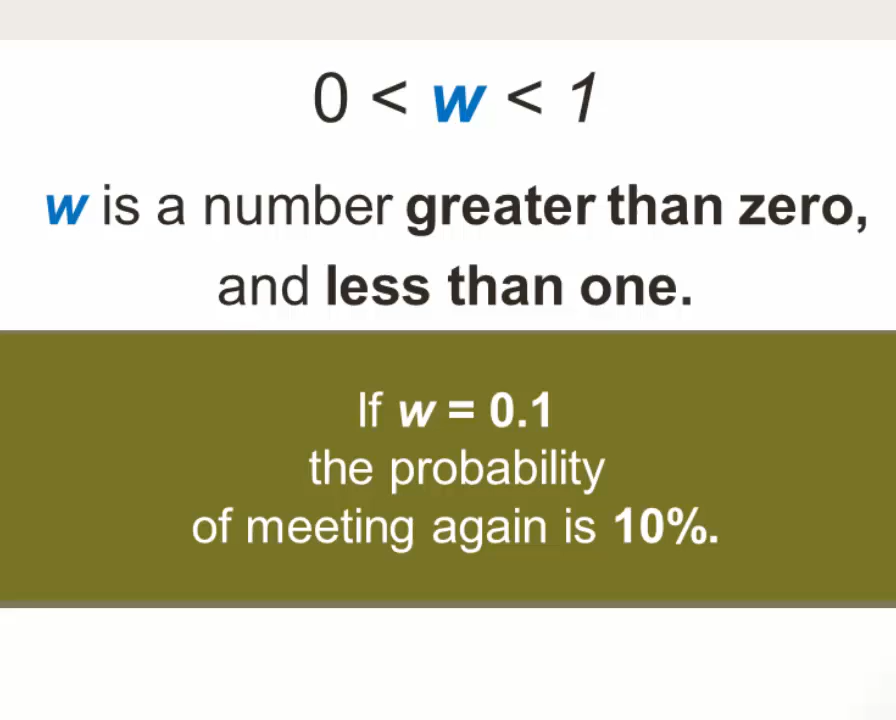 0 < w < 1
w is a number greater than zero,
and less than one.
If w = 0.1
the probability
of meeting again is 10%.